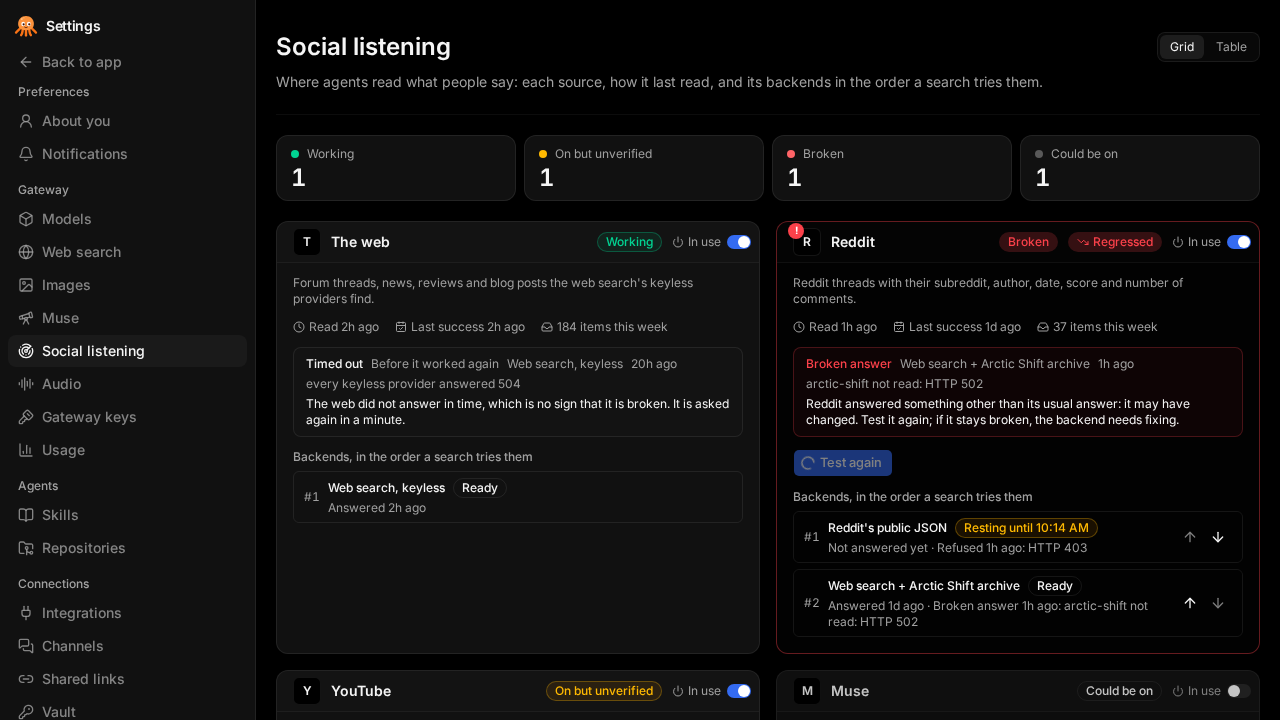 Settings
Back to app
Preferences
About you
Notifications
Gateway
Models
Web search
Images
Muse
Social listening
Audio
Gateway keys
Usage
Agents
Skills
Repositories
Connections
Integrations
Channels
Shared links
Vault
Social listening
Grid Table
Where agents read what people say: each source, how it last read, and its backends in the order a search tries them.
Working
1
On but unverified
1
Broken
1
Could be on
1
T The web Working In use
Forum threads, news, reviews and blog posts the web search's keyless
providers find.
Read 2h ago Last success 2h ago 184 items this week
Timed out Before it worked again Web search, keyless 20h ago
every keyless provider answered 504
The web did not answer in time, which is no sign that it is broken. It is asked
again in a minute.
Backends, in the order a search tries them
#1 Web search, keyless Ready
Answered 2h ago
! R Reddit Broken Regressed In use
Reddit threads with their subreddit, author, date, score and number of
comments.
Read 1h ago Last success 1d ago 37 items this week
Broken answer Web search + Arctic Shift archive 1h ago
arctic-shift not read: HTTP 502
Reddit answered something other than its usual answer: it may have
changed. Test it again; if it stays broken, the backend needs fixing.
Test again
Backends, in the order a search tries them
#1 Reddit's public JSON Resting until 10:14 AM
Not answered yet · Refused 1h ago: HTTP 403
#2 Web search + Arctic Shift archive Ready
Answered 1d ago · Broken answer 1h ago: arctic-shift not
read: HTTP 502
Y YouTube On but unverified In use
M Muse Could be on In use